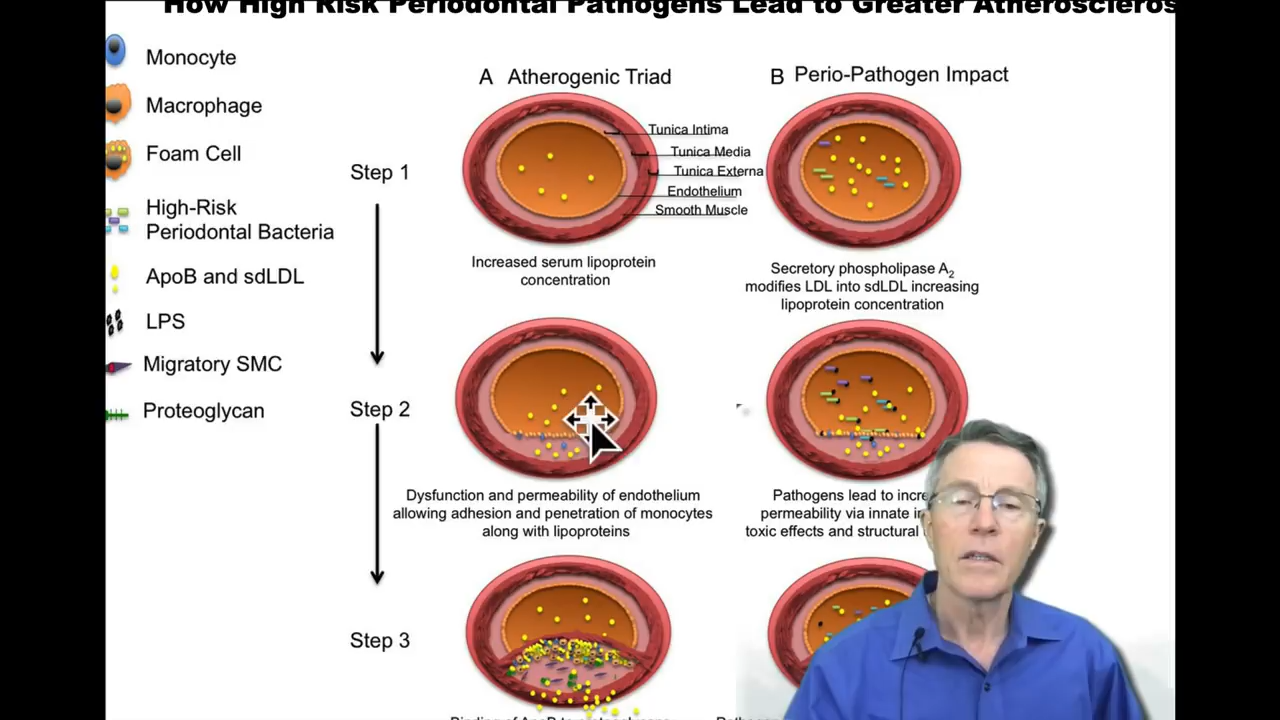 How High Risk Periodontal Pathogens Lead to Greater
Monocyte
Macrophage
Foam Cell
High-Risk
Periodontal Bacteria
ApoB and sdLDL
LPS
Migratory SMC
Proteoglycan
Step 1
Step 2
Step 3
A Atherogenic Triad
Tunica Intima
Tunica Media
Tunica Externa
Endothelium
Smooth Muscle
Increased serum lipoprotein
concentration
Dysfunction and permeability of endothelium
allowing adhesion and penetration of monocytes
along with lipoproteins
B Perio-Pathogen Impact
Secretory phospholipase A₂
modifies LDL into sdLDL increasing
lipoprotein concentration
Pathogens lead to
permeability via innate
toxic effects and structural